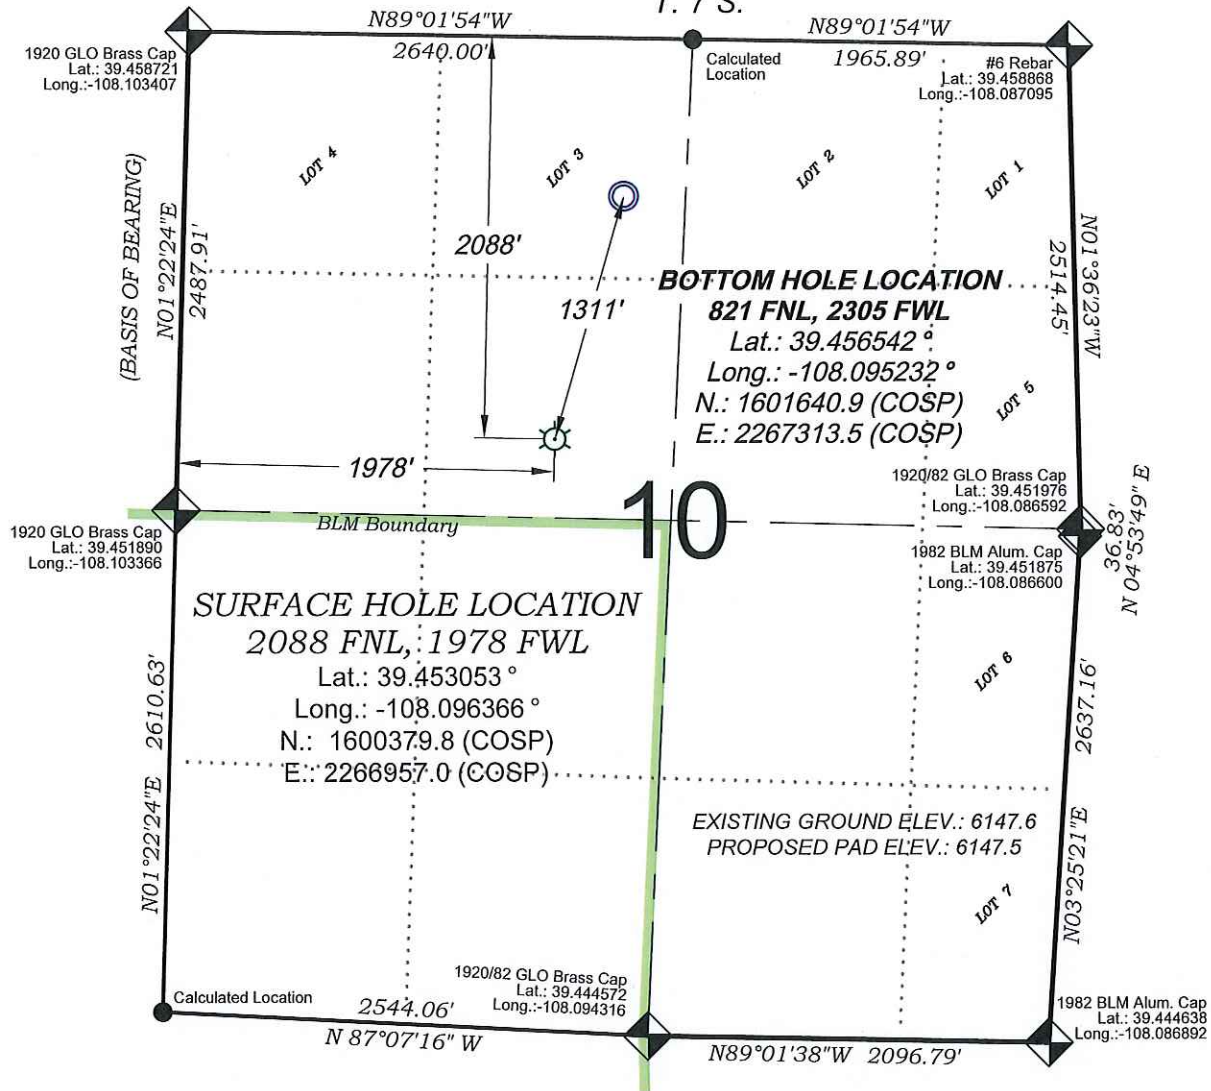 T. 7 S.
N89°01'54"W
2640.00'
N89°01'54"W
1965.89'
1920 GLO Brass Cap
Lat.: 39.458721
Long.:-108.103407
Calculated
Location
#6 Rebar
Lat.: 39.458868
Long.:-108.087095
LOT 4
LOT 3
LOT 2
LOT 1
(BASIS OF BEARING)
N01°22'24"E
2487.91'
2088'
1311'
N01°36'23"W
2514.45'
BOTTOM HOLE LOCATION
821 FNL, 2305 FWL
Lat.: 39.456542°
Long.: -108.095232°
N.: 1601640.9 (COSP)
E.: 2267313.5 (COSP)
LOT 5
1978'
1920/82 GLO Brass Cap
Lat.: 39.451976
Long.:-108.086592
10
BLM Boundary
1920 GLO Brass Cap
Lat.: 39.451890
Long.:-108.103366
1982 BLM Alum. Cap
Lat.: 39.451875
Long.:-108.086600
36.83'
N 04°53'49" E
SURFACE HOLE LOCATION
2088 FNL, 1978 FWL
Lat.: 39.453053°
Long.: -108.096366°
N.: 1600379.8 (COSP)
E.: 2266957.0 (COSP)
LOT 6
2610.63'
N01°22'24"E
2637.16'
N03°25'21"E
EXISTING GROUND ELEV.: 6147.6
PROPOSED PAD ELEV.: 6147.5
LOT 7
1920/82 GLO Brass Cap
Lat.: 39.444572
Long.:-108.094316
Calculated Location
2544.06'
N 87°07'16" W
1982 BLM Alum. Cap
Lat.: 39.444638
Long.:-108.086892
N89°01'38"W 2096.79'